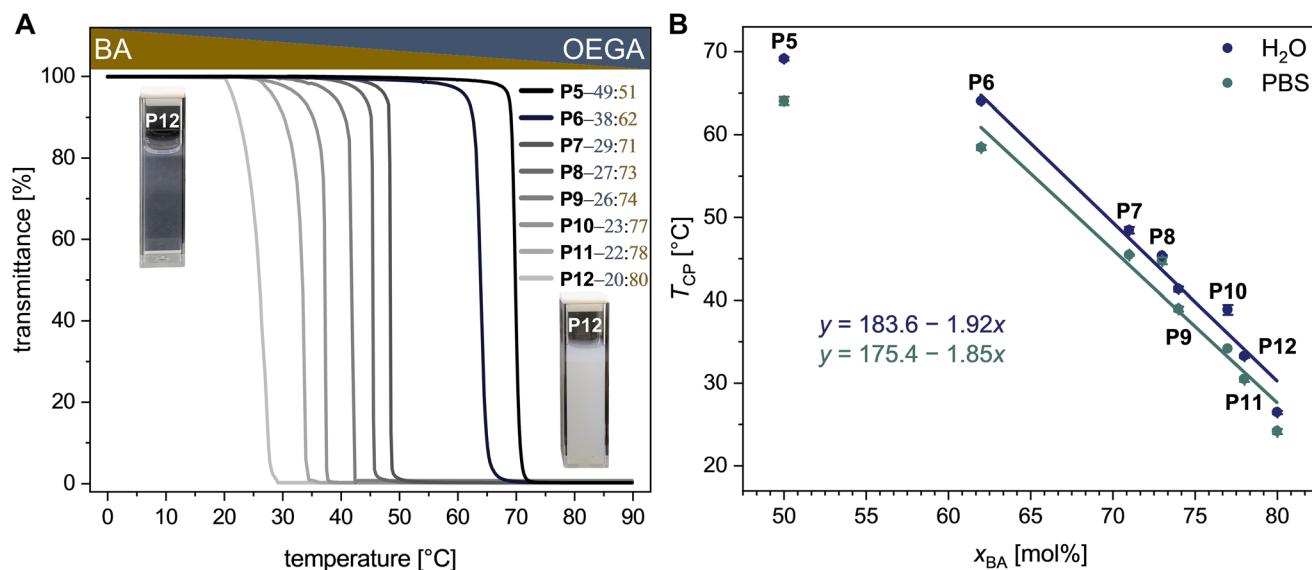 A
BA
OEGA
100
80
60
40
20
0
transmittance [%]
P12
P5–49:51
P6–38:62
P7–29:71
P8–27:73
P9–26:74
P10–23:77
P11–22:78
P12–20:80
P12
0 10 20 30 40 50 60 70 80 90
temperature [°C]
B
H₂O
PBS
70
60
50
40
30
20
T_CP [°C]
P5
P6
P7
P8
P10
P9
P12
P11
y = 183.6 − 1.92x
y = 175.4 − 1.85x
50 55 60 65 70 75 80
x_BA [mol%]